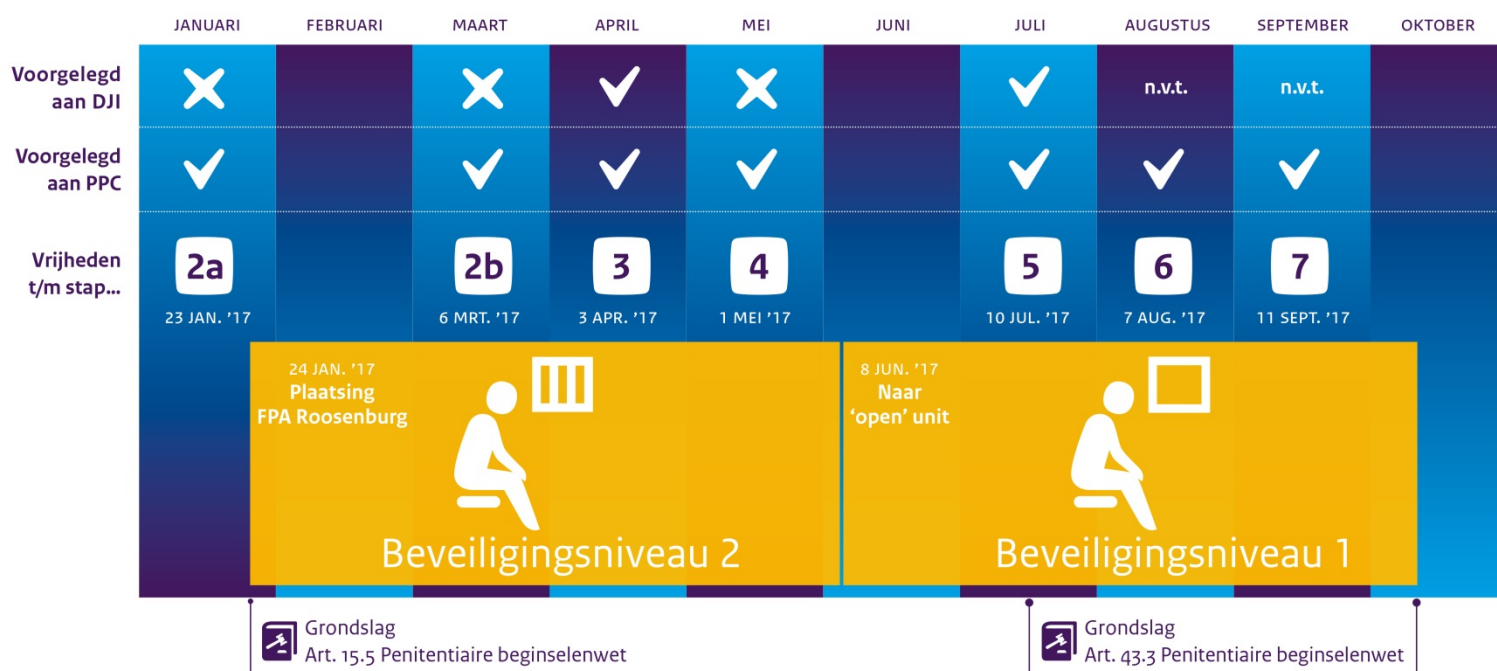 JANUARI FEBRUARI MAART APRIL MEI JUNI JULI AUGUSTUS SEPTEMBER OKTOBER
Voorgelegd
aan DJI
n.v.t. n.v.t.
Voorgelegd
aan PPC
Vrijheden
t/m stap...
2a 2b 3 4 5 6 7
23 JAN. '17 6 MRT. '17 3 APR. '17 1 MEI '17 10 JUL. '17 7 AUG. '17 11 SEPT. '17
24 JAN. '17
Plaatsing
FPA Roosenburg
Beveiligingsniveau 2
8 JUN. '17
Naar
‘open’ unit
Beveiligingsniveau 1
Grondslag
Art. 15.5 Penitentiaire beginselenwet
Grondslag
Art. 43.3 Penitentiaire beginselenwet